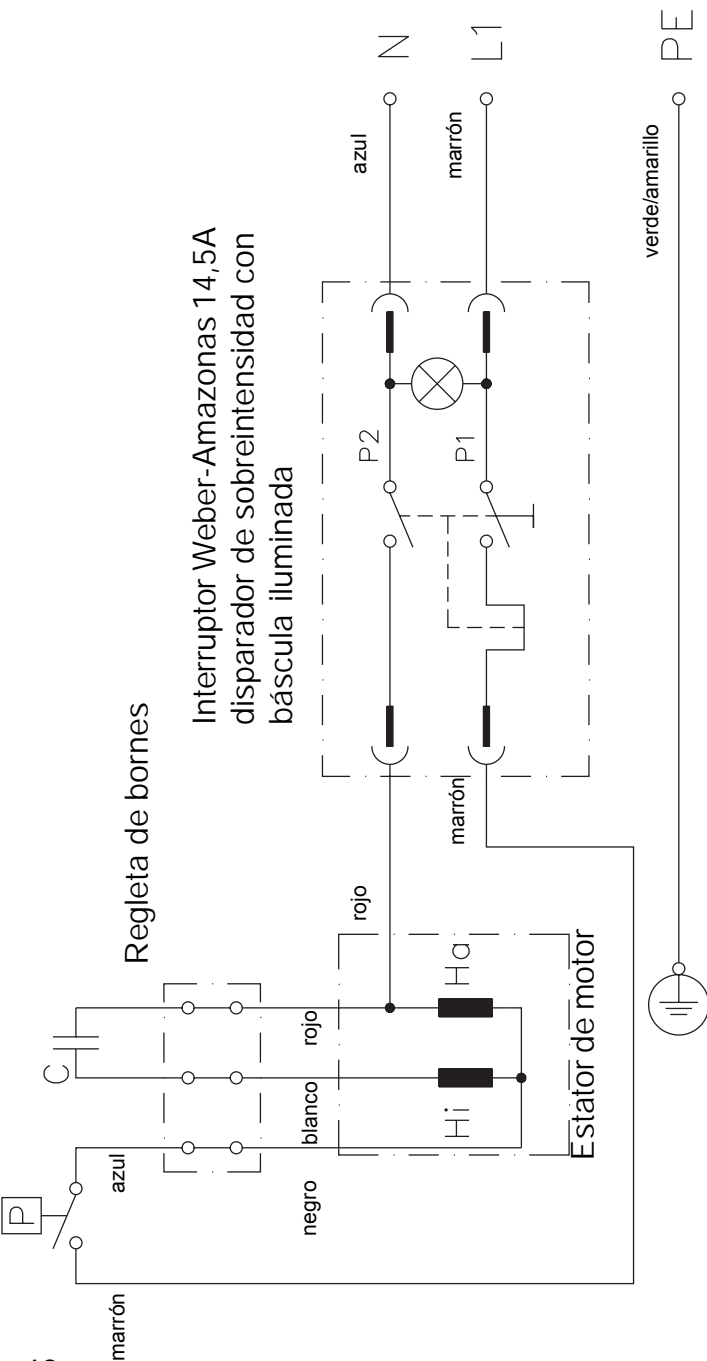 N
L1
PE
azul
marrón
verde/amarillo
Interruptor Weber-Amazonas 14,5A
disparador de sobreintensidad con
báscula iluminada
P2
P1
Regleta de bornes
marrón
rojo
C
rojo
blanco
negro
azul
P
marrón
Ha
Hi
Estator de motor